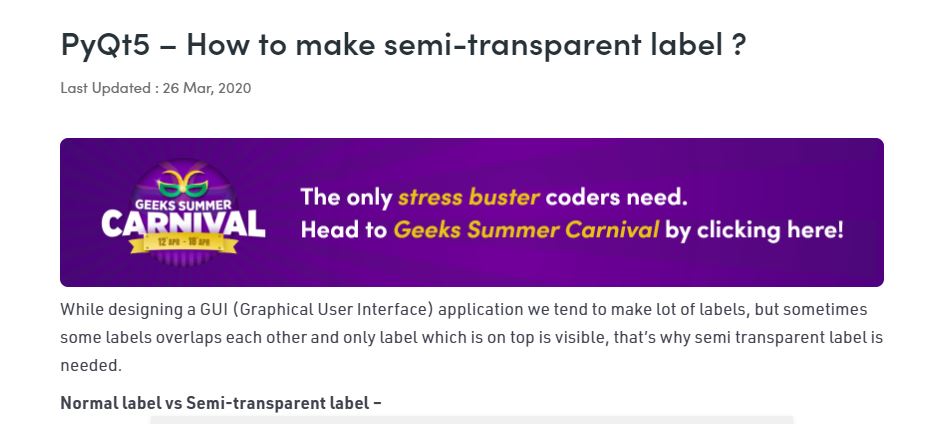 PyQt5 – How to make semi-transparent label ?
Last Updated : 26 Mar, 2020
GEEKS SUMMER
CARNIVAL
12 APR - 18 APR
The only stress buster coders need.
Head to Geeks Summer Carnival by clicking here!
While designing a GUI (Graphical User Interface) application we tend to make lot of labels, but sometimes
some labels overlaps each other and only label which is on top is visible, that’s why semi transparent label is
needed.
Normal label vs Semi-transparent label –